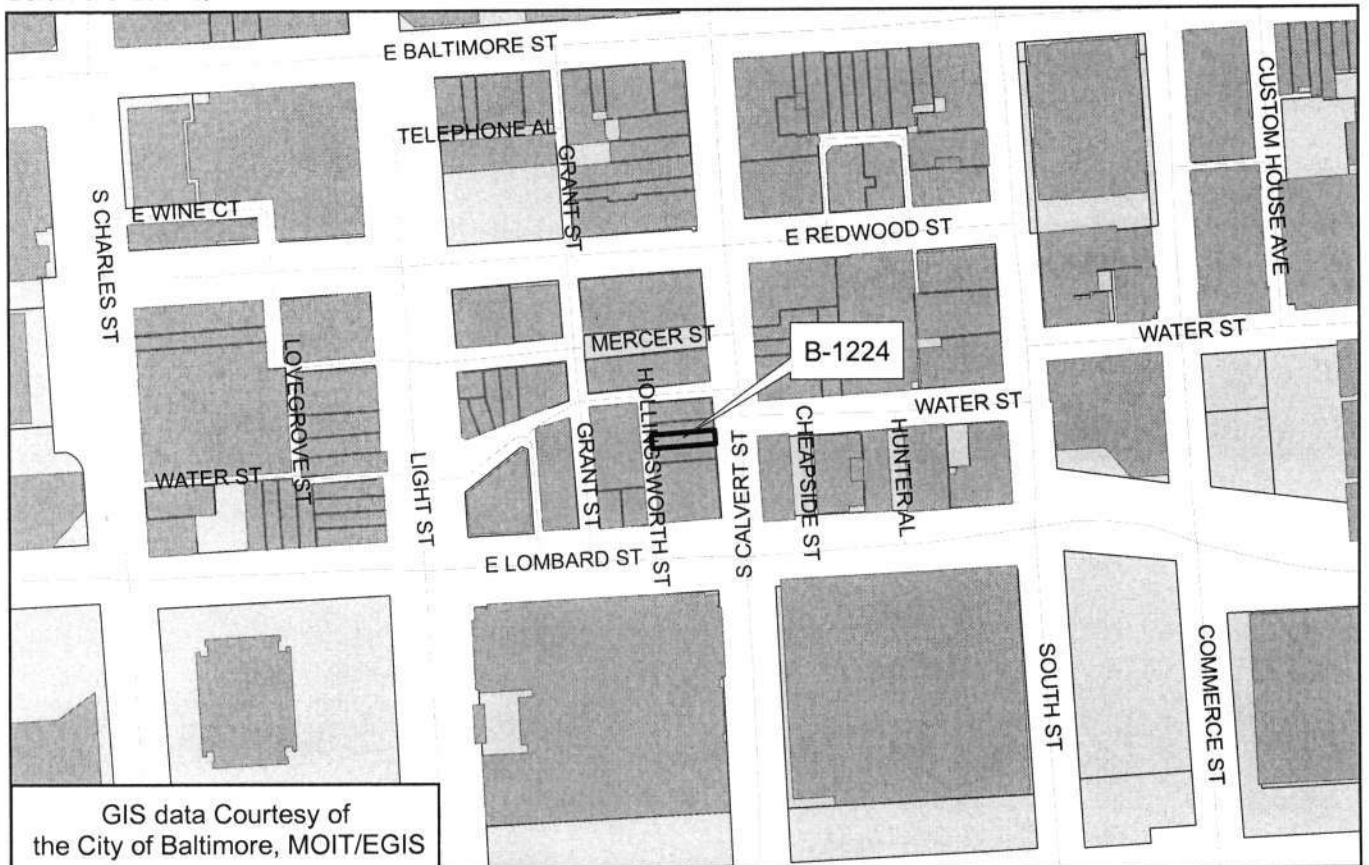 E BALTIMORE ST
CUSTOM HOUSE AVE
TELEPHONE AL
GRANT ST
S CHARLES ST
E WINE CT
E REDWOOD ST
MERCER ST
WATER ST
B-1224
LOVEGROVE ST
HOLLINGSWORTH ST
WATER ST
CHEAPSIDE ST
HUNTER AL
GRANT ST
S CALVERT ST
WATER ST
LIGHT ST
E LOMBARD ST
SOUTH ST
COMMERCE ST
GIS data Courtesy of
the City of Baltimore, MOIT/EGIS